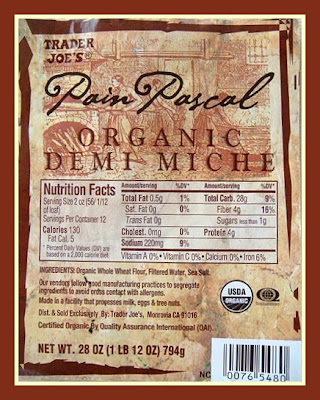 TRADER
JOE'S®
Pain Pascal
ORGANIC
DEMI MICHE
Nutrition Facts
Serving Size 2 oz (56/1/12
of loaf)
Servings Per Container 12
Calories 130
Fat Cal. 5
* Percent Daily Values (DV) are
based on a 2,000 calorie diet
Amount/serving %DV*
Total Fat 0.5g 1%
Sat. Fat 0g 0%
Trans Fat 0g
Cholest. 0mg 0%
Sodium 220mg 9%
Amount/serving %DV*
Total Carb. 28g 9%
Fiber 4g 16%
Sugars less than 1g
Protein 4g
Vitamin A 0% • Vitamin C 0% • Calcium 0% • Iron 6%
INGREDIENTS: Organic Whole Wheat Flour, Filtered Water, Sea Salt.
Our vendors follow good manufacturing practices to segregate
ingredients to avoid cross contact with allergens.
Made in a facility that processes milk, eggs & tree nuts.
Dist. & Sold Exclusively By: Trader Joe's, Monrovia CA 91016
Certified Organic By Quality Assurance International (QAI).
USDA
ORGANIC
NET WT. 28 OZ (1 LB 12 OZ) 794g
0076 5480